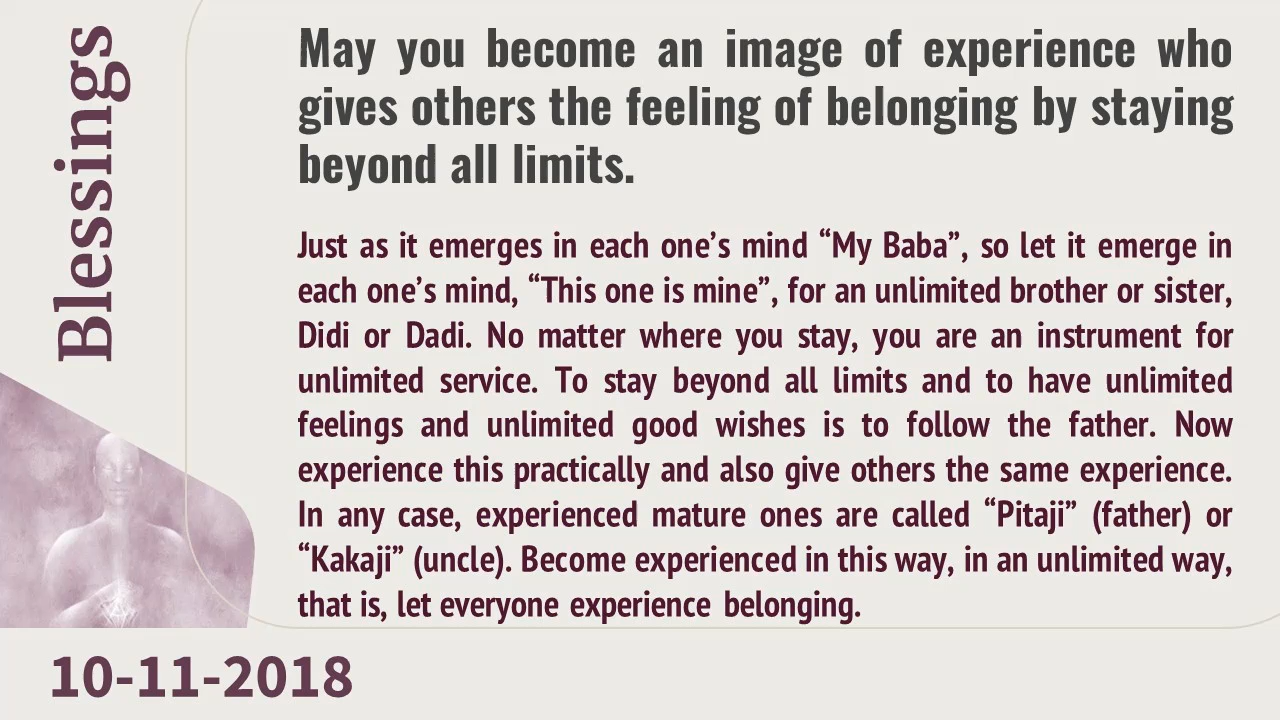 Blessings
May you become an image of experience who
gives others the feeling of belonging by staying
beyond all limits.
Just as it emerges in each one’s mind “My Baba”, so let it emerge in
each one’s mind, “This one is mine”, for an unlimited brother or sister,
Didi or Dadi. No matter where you stay, you are an instrument for
unlimited service. To stay beyond all limits and to have unlimited
feelings and unlimited good wishes is to follow the father. Now
experience this practically and also give others the same experience.
In any case, experienced mature ones are called “Pitaji” (father) or
“Kakaji” (uncle). Become experienced in this way, in an unlimited way,
that is, let everyone experience belonging.
10-11-2018